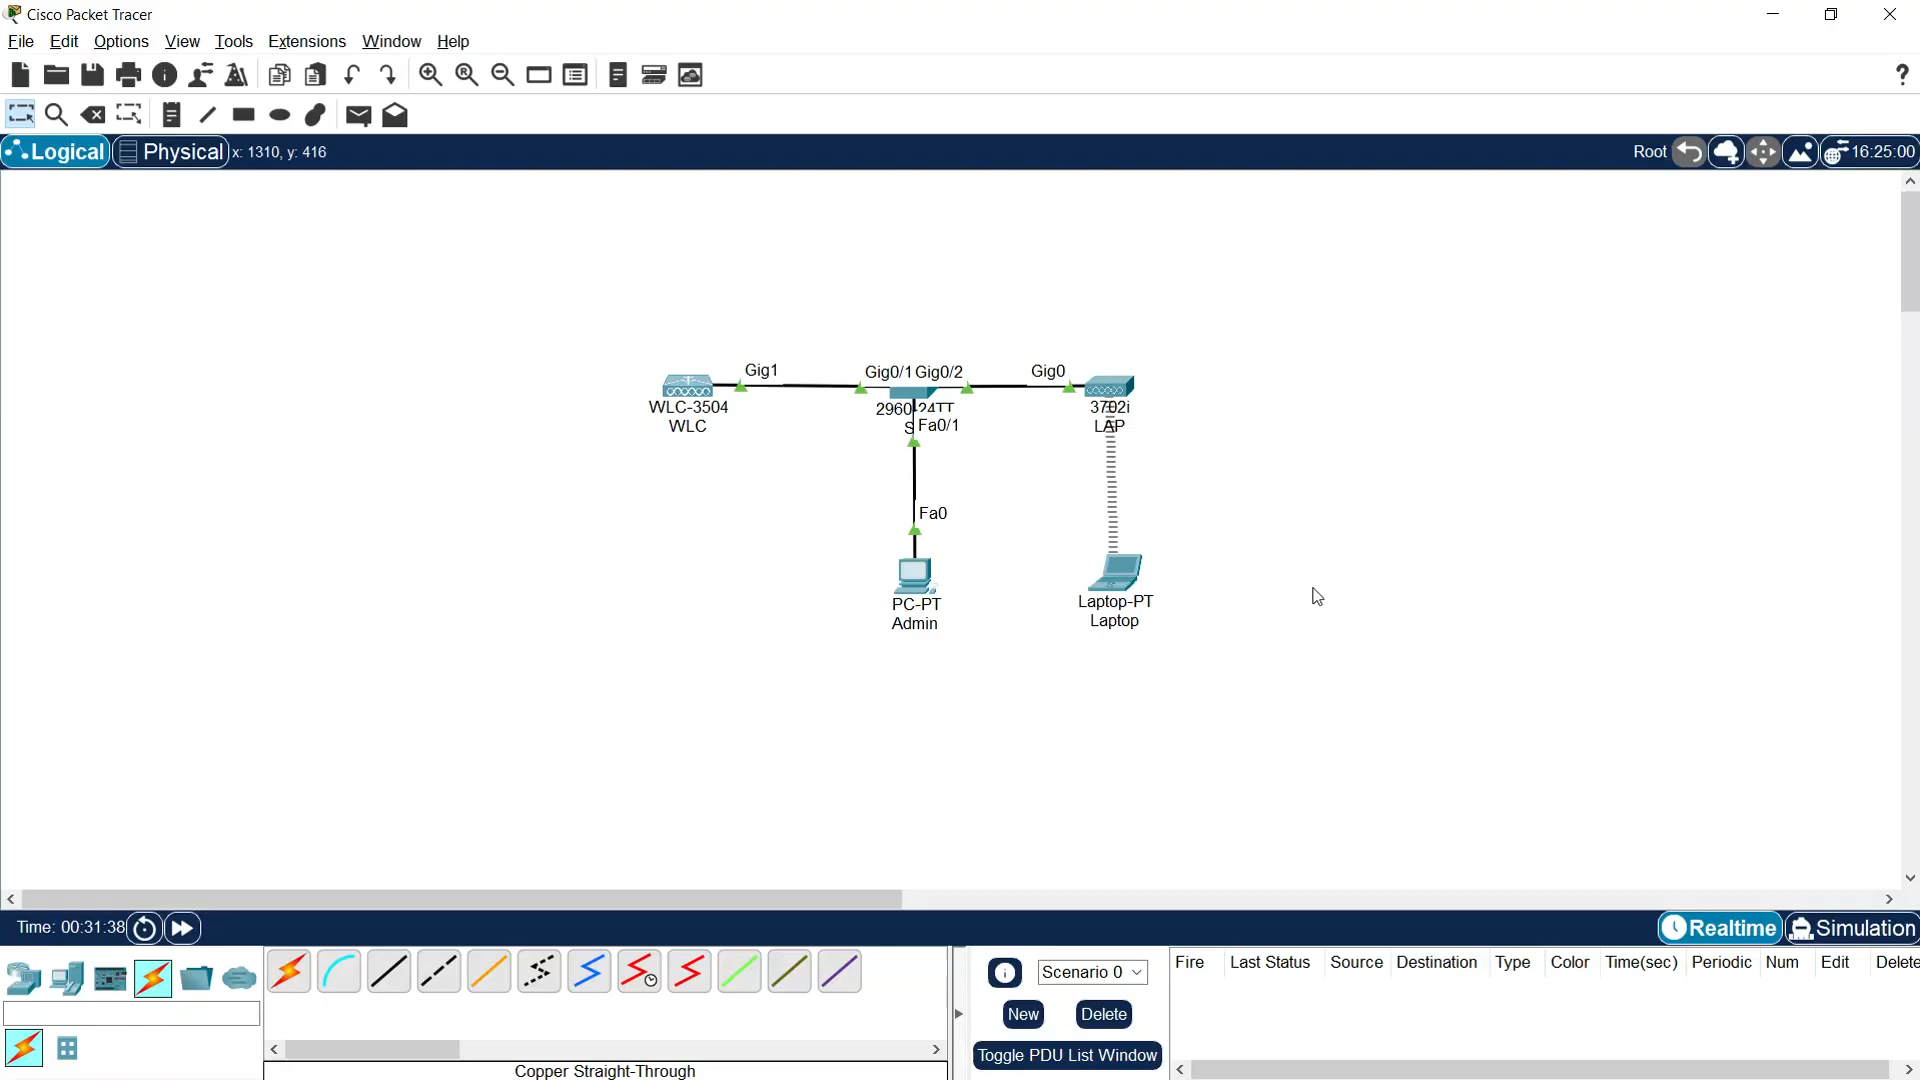 Cisco Packet Tracer
File Edit Options View Tools Extensions Window Help
Logical Physical x: 1310, y: 416 Root 16:25:00
Gig1 Gig0/1 Gig0/2 Gig0
WLC-3504 3702i
WLC Fa0/1 LAP
Fa0
PC-PT Laptop-PT
Admin Laptop
Time: 00:31:38 Realtime Simulation
Scenario 0 Fire Last Status Source Destination Type Color Time(sec) Periodic Num Edit Delete
New Delete
Toggle PDU List Window
Copper Straight-Through